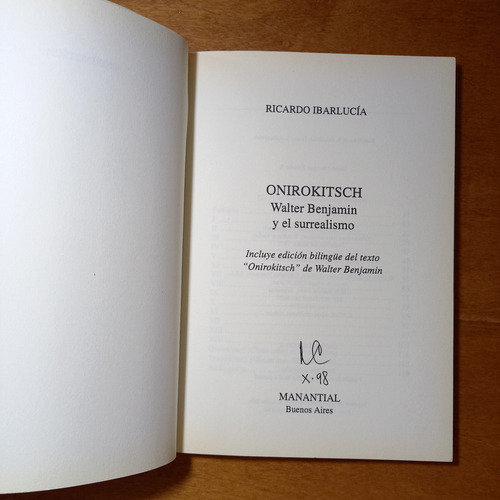 RICARDO IBARLUCÍA
ONIROKITSCH
Walter Benjamin
y el surrealismo
Incluye edición bilingüe del texto
“Onirokitsch” de Walter Benjamin
X-98
MANANTIAL
Buenos Aires